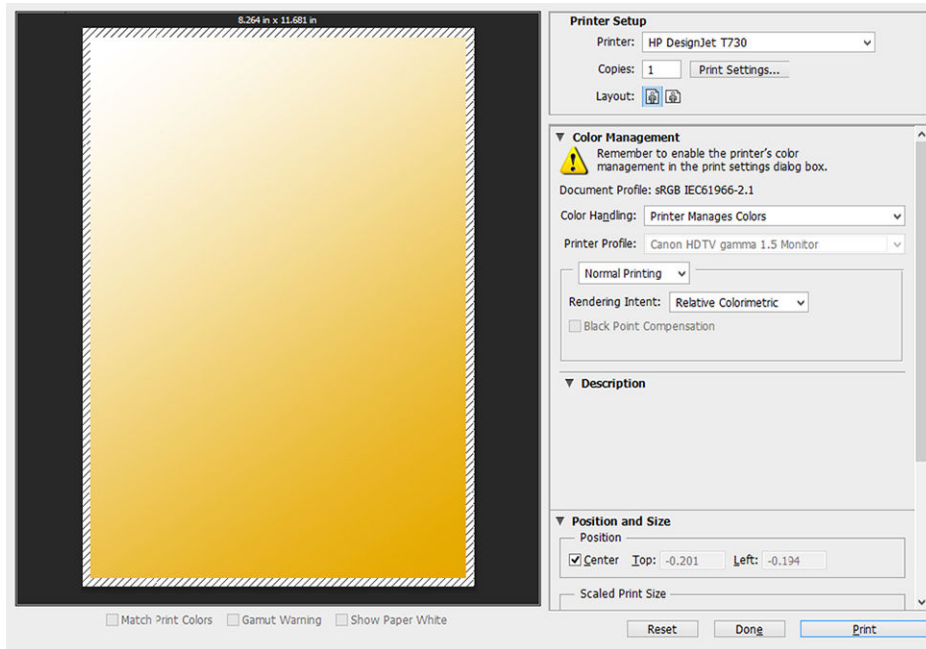 8.264 in x 11.681 in
Printer Setup
Printer: HP DesignJet T730
Copies: 1 Print Settings...
Layout:
Color Management
Remember to enable the printer's color
management in the print settings dialog box.
Document Profile: sRGB IEC61966-2.1
Color Handling: Printer Manages Colors
Printer Profile: Canon HDTV gamma 1.5 Monitor
Normal Printing
Rendering Intent: Relative Colorimetric
Black Point Compensation
Description
Position and Size
Position
Center Top: -0.201 Left: -0.194
Scaled Print Size
Match Print Colors Gamut Warning Show Paper White
Reset Done Print